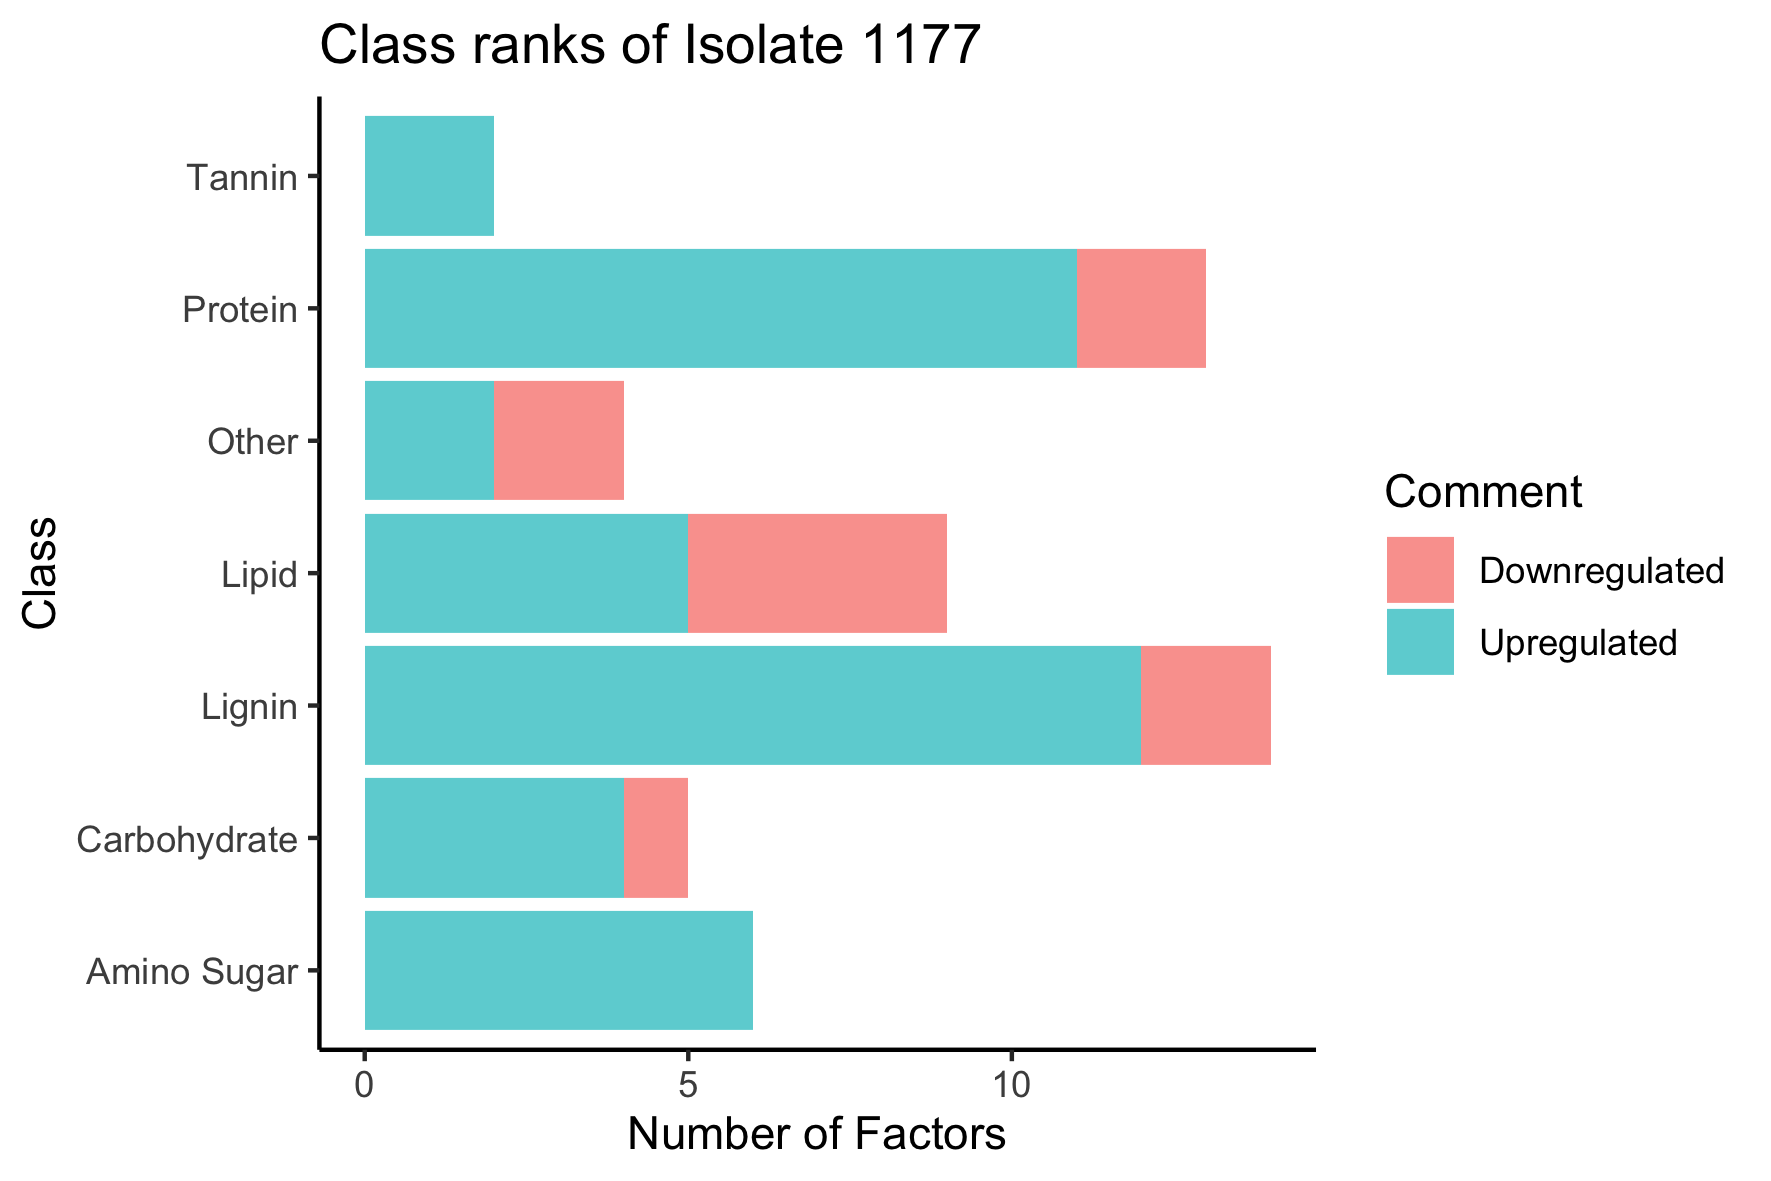 Class ranks of Isolate 1177
Tannin
Protein
Other
Lipid
Lignin
Carbohydrate
Amino Sugar
Class
0 5 10
Number of Factors
Comment
Downregulated
Upregulated